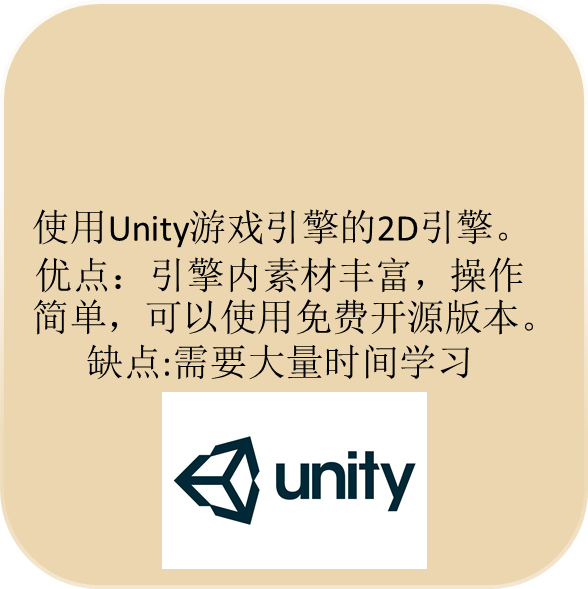 使用Unity游戏引擎的2D引擎。
优点：引擎内素材丰富，操作
简单，可以使用免费开源版本。
缺点:需要大量时间学习
unity